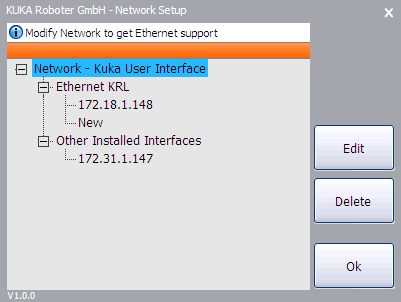 KUKA Roboter GmbH - Network Setup
x
Modify Network to get Ethernet support
Network - Kuka User Interface
Ethernet KRL
172.18.1.148
New
Other Installed Interfaces
172.31.1.147
Edit
Delete
Ok
V1.0.0